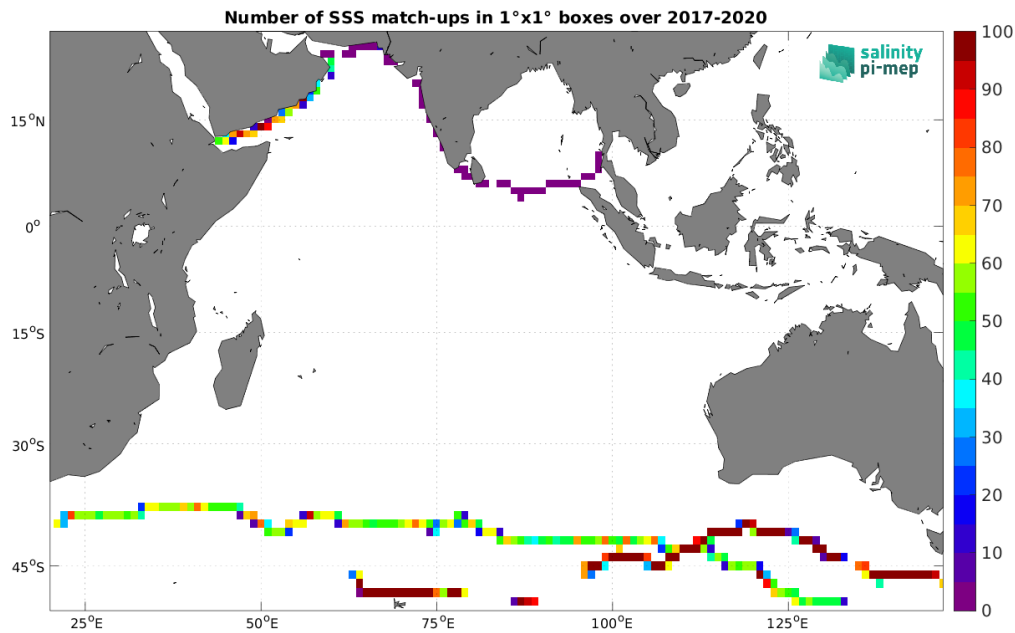 Number of SSS match-ups in 1°x1° boxes over 2017-2020
salinity
pi-mep
15°N
0°
15°S
30°S
45°S
25°E
50°E
75°E
100°E
125°E
100
90
80
70
60
50
40
30
20
10
0